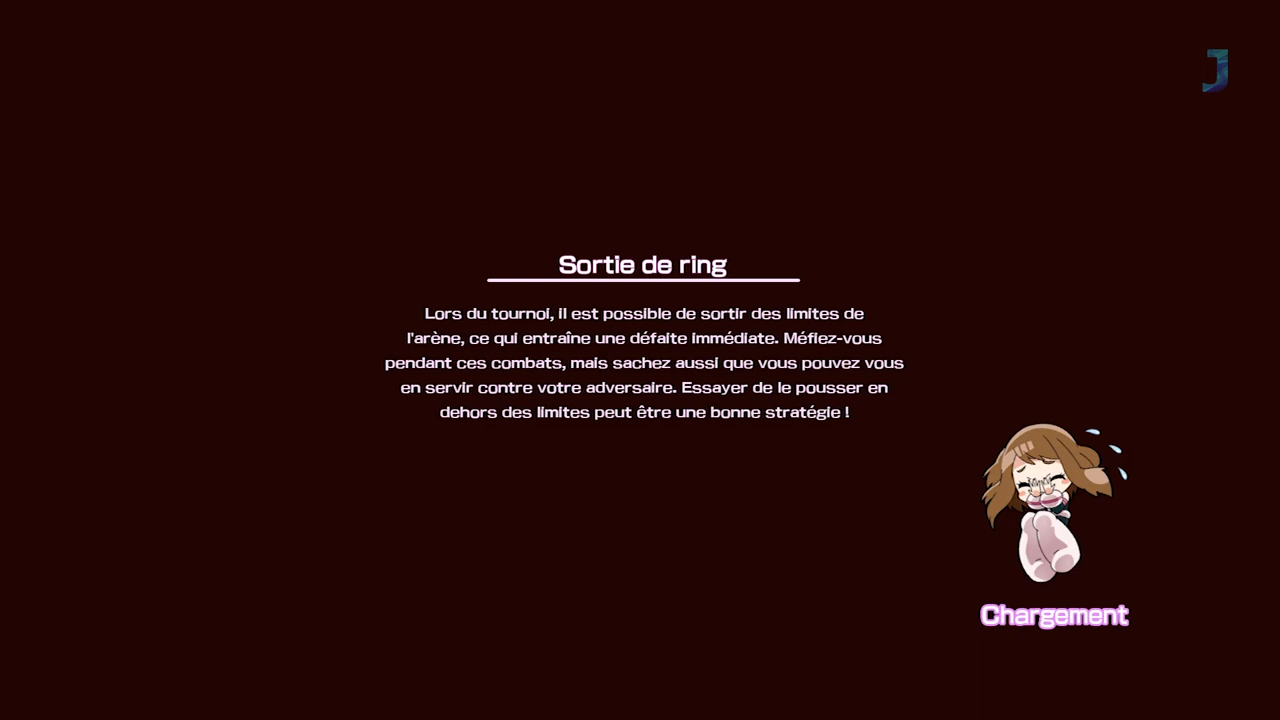 J
Sortie de ring
Lors du tournoi, il est possible de sortir des limites de
l'arène, ce qui entraîne une défaite immédiate. Méfiez-vous
pendant ces combats, mais sachez aussi que vous pouvez vous
en servir contre votre adversaire. Essayer de le pousser en
dehors des limites peut être une bonne stratégie !
Chargement